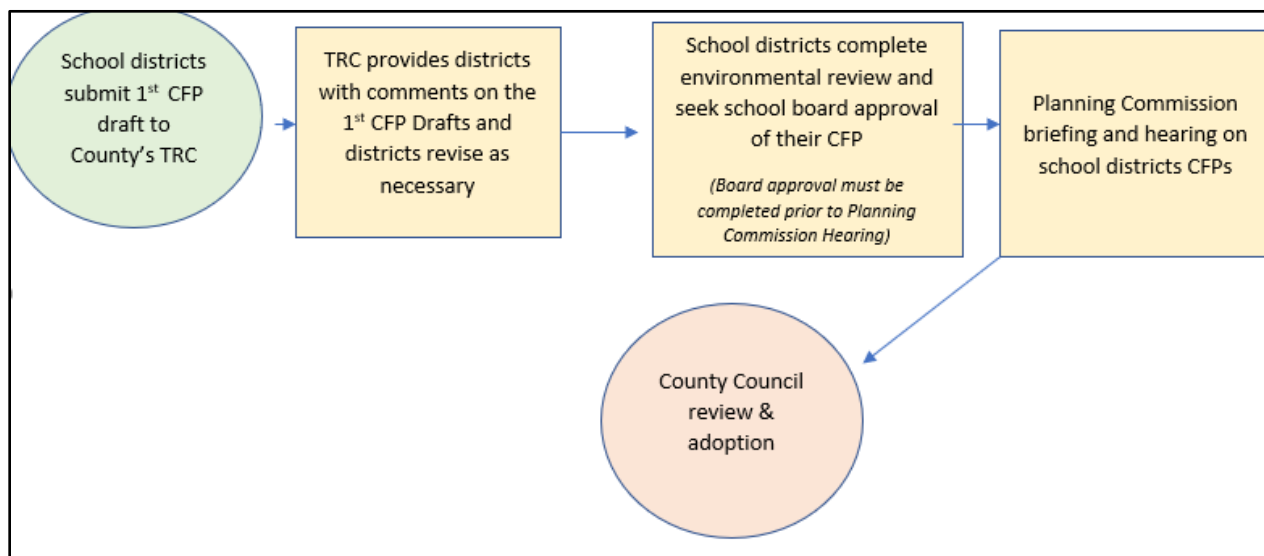 School districts
submit 1st CFP
draft to
County's TRC
TRC provides districts
with comments on the
1st CFP Drafts and
districts revise as
necessary
School districts complete
environmental review and
seek school board approval
of their CFP
(Board approval must be
completed prior to Planning
Commission Hearing)
Planning Commission
briefing and hearing on
school districts CFPs
County Council
review &
adoption